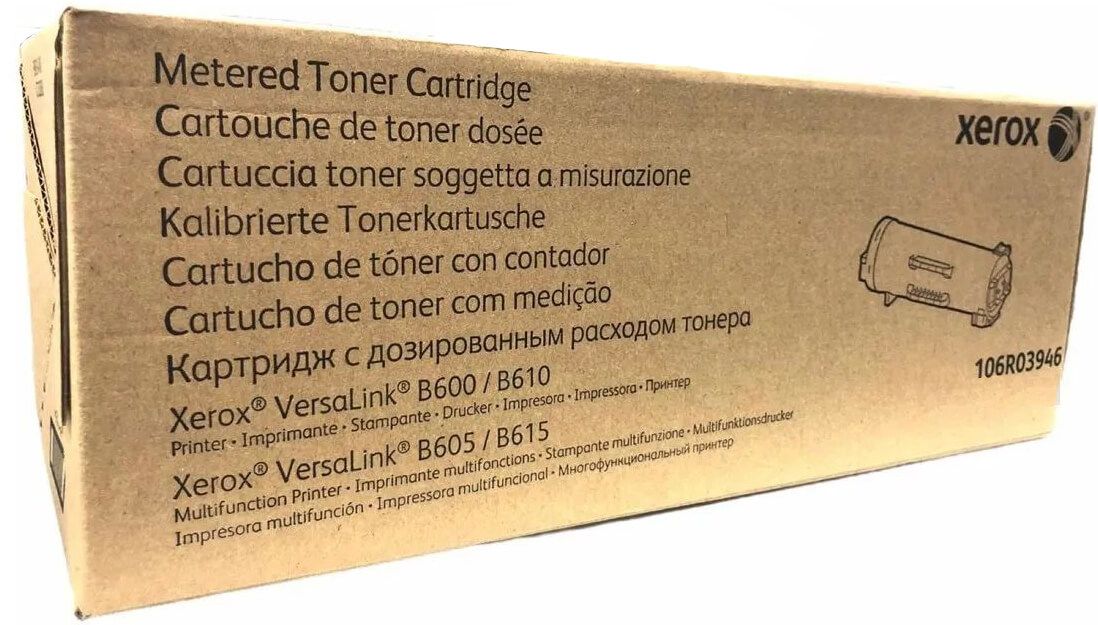 Metered Toner Cartridge
Cartouche de toner dosée
Cartuccia toner soggetta a misurazione
Kalibrierte Tonerkartusche
Cartucho de tóner con contador
Cartucho de toner com medição
Картридж с дозированным расходом тонера
Xerox® VersaLink® B600 / B610
Printer • Imprimante • Stampante • Drucker • Impresora • Impressora • Принтер
Xerox® VersaLink® B605 / B615
Multifunction Printer • Imprimante multifonctions • Stampante multifunzione • Multifunktionsdrucker
Impresora multifunción • Impressora multifuncional • Многофункциональный принтер
xerox®
106R03946